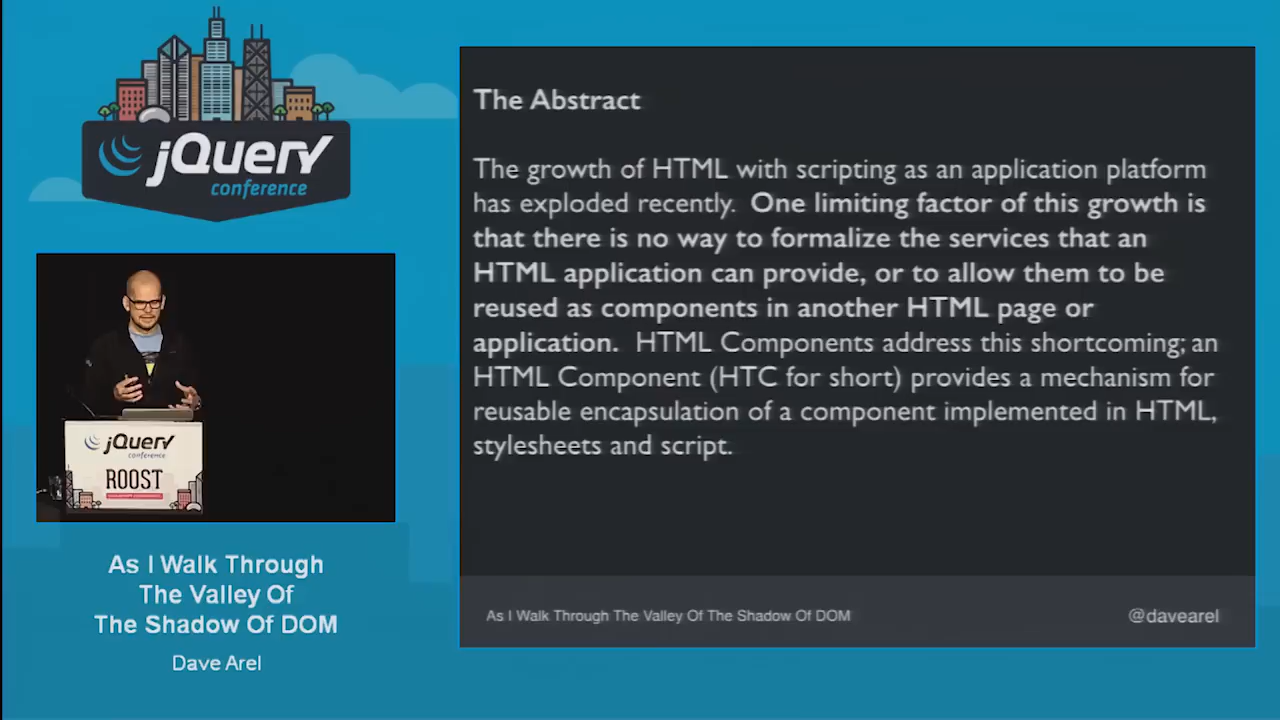 jQuery
conference
The Abstract
The growth of HTML with scripting as an application platform
has exploded recently. One limiting factor of this growth is
that there is no way to formalize the services that an
HTML application can provide, or to allow them to be
reused as components in another HTML page or
application. HTML Components address this shortcoming; an
HTML Component (HTC for short) provides a mechanism for
reusable encapsulation of a component implemented in HTML,
stylesheets and script.
As I Walk Through The Valley Of The Shadow Of DOM
@davearel
jQuery
conference
ROOST
As I Walk Through
The Valley Of
The Shadow Of DOM
Dave Arel